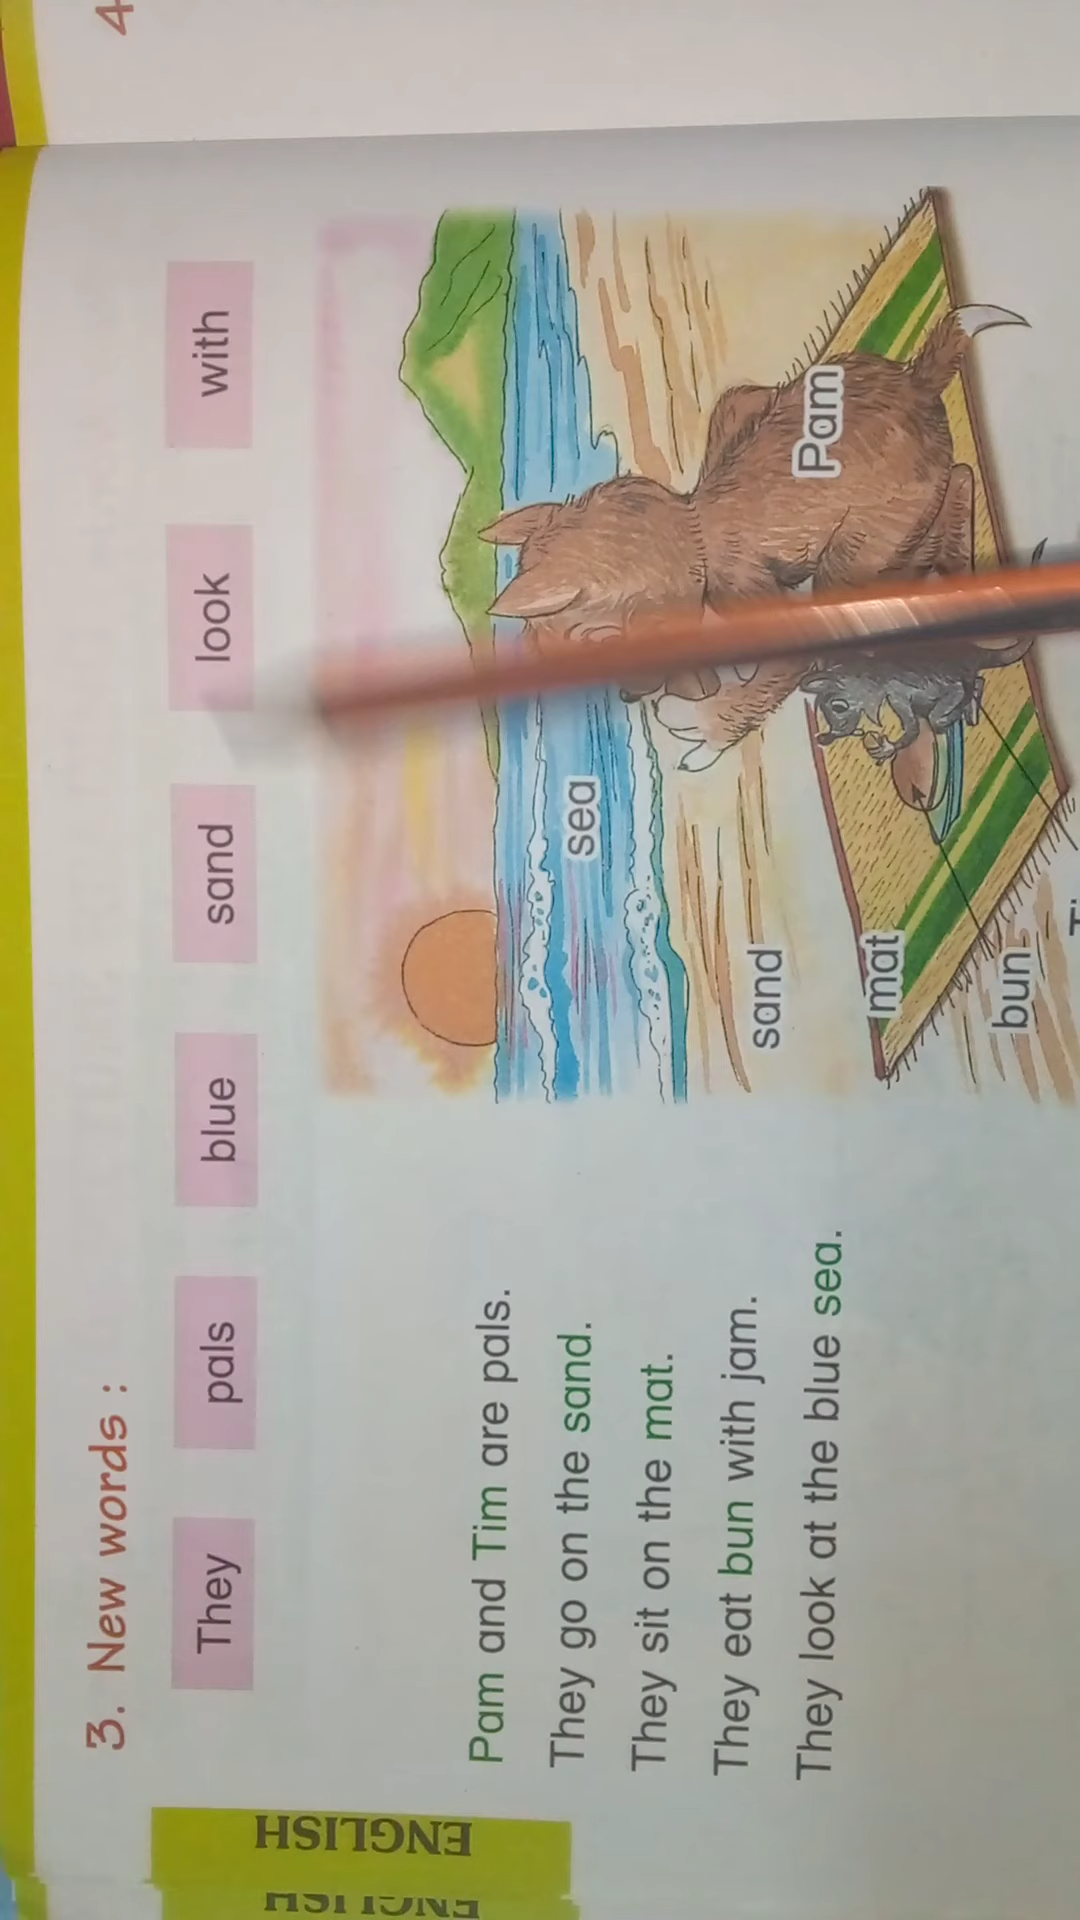 3. New words :
They pals blue sand look with
Pam and Tim are pals.
They go on the sand.
They sit on the mat.
They eat bun with jam.
They look at the blue sea.
sea
Pam
sand
mat
bun
ENGLISH
4